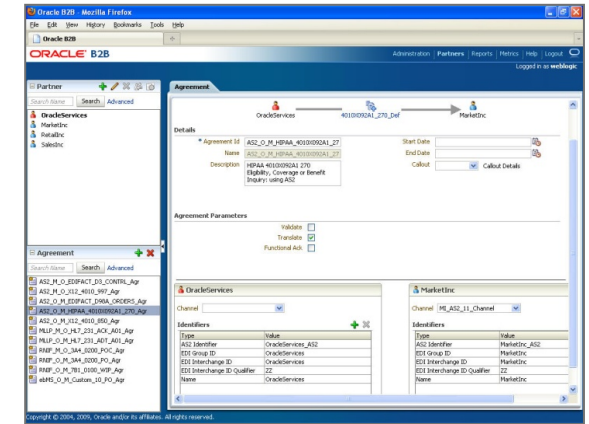 Oracle B2B - Mozilla Firefox
File Edit View History Bookmarks Tools Help
Oracle B2B
ORACLE B2B
Administration Partners Reports Metrics Help Logout
Logged in as weblogic
Partner
Search Name Search Advanced
OracleServices
MarketInc
RetailInc
SalesInc
Agreement
Search Name Search Advanced
AS2_M_O_EDIFACT_D3_CONTRL_Agr
AS2_M_O_X12_4010_997_Agr
AS2_O_M_EDIFACT_D98A_ORDERS_Agr
AS2_O_M_HIPAA_4010X092A1_270_Agr
AS2_O_M_X12_4010_850_Agr
MLLP_M_O_HL7_231_ACK_A01_Agr
MLLP_O_M_HL7_231_ADT_A01_Agr
RNIF_M_O_3A4_0200_POC_Agr
RNIF_O_M_3A4_0200_PO_Agr
RNIF_O_M_7B1_0100_WIP_Agr
ebMS_O_M_Custom_10_PO_Agr
Agreement
OracleServices 4010X092A1_270_Def MarketInc
Details
* Agreement Id AS2_O_M_HIPAA_4010X092A1_27
Start Date
Name AS2_O_M_HIPAA_4010X092A1_27
End Date
Description HIPAA 4010X092A1 270
Eligibility, Coverage or Benefit
Inquiry: using AS2
Callout Callout Details
Agreement Parameters
Validate
Translate
Functional Ack
OracleServices
Channel
Identifiers
Type Value
AS2 Identifier OracleServices_AS2
EDI Group ID OracleServices
EDI Interchange ID OracleServices
EDI Interchange ID Qualifier ZZ
Name OracleServices
MarketInc
Channel MI_AS2_11_Channel
Identifiers
Type Value
AS2 Identifier MarketInc_AS2
EDI Group ID MarketInc
EDI Interchange ID MarketInc
EDI Interchange ID Qualifier ZZ
Name MarketInc
Copyright © 2004, 2009, Oracle and/or its affiliates. All rights reserved.